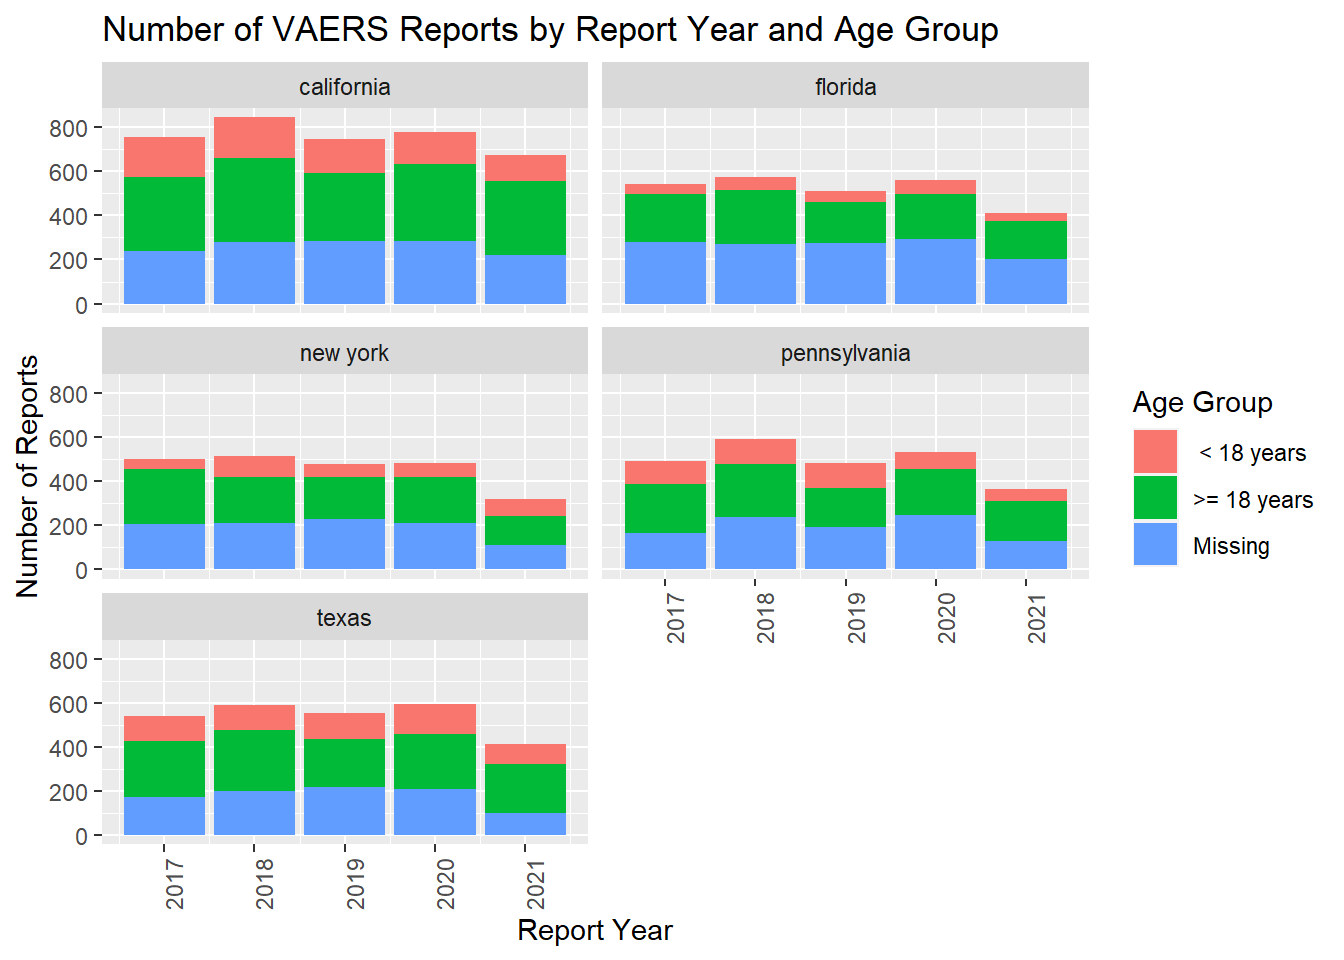 Number of VAERS Reports by Report Year and Age Group
california
florida
800
600
400
200
0
new york
pennsylvania
800
600
400
200
0
2017
2018
2019
2020
2021
texas
800
600
400
200
0
2017
2018
2019
2020
2021
Number of Reports
Report Year
Age Group
< 18 years
>= 18 years
Missing